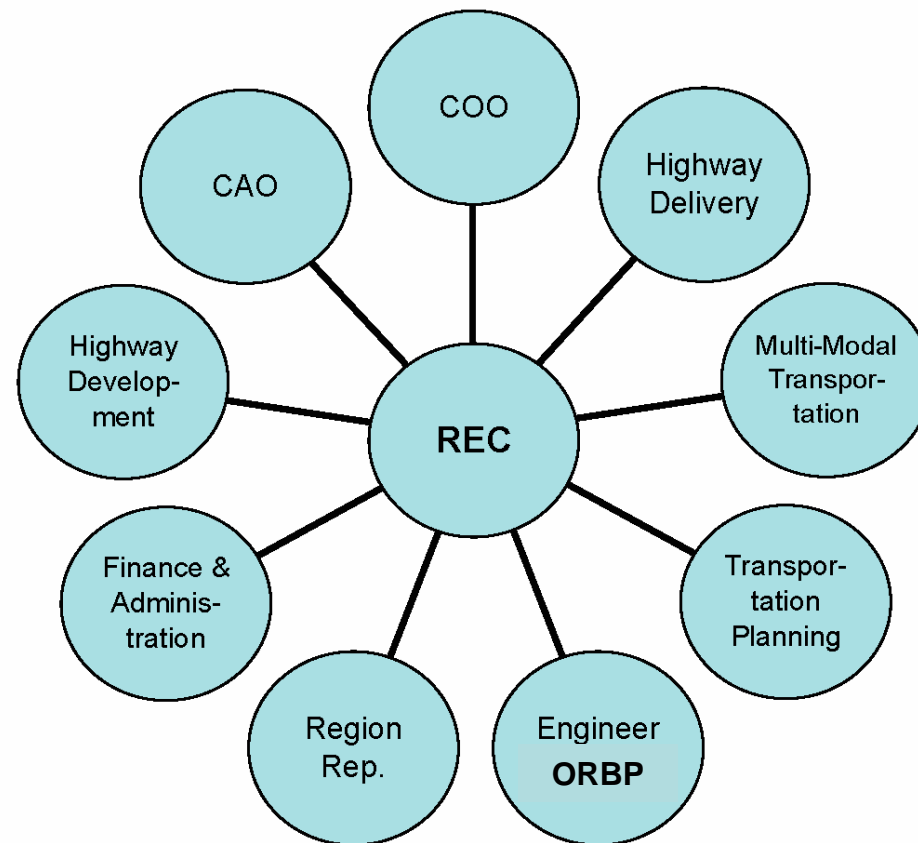 COO
CAO
Highway
Delivery
Highway
Develop-
ment
Multi-Modal
Transpor-
tation
REC
Finance &
Adminis-
tration
Transpor-
tation
Planning
Region
Rep.
Engineer
ORBP